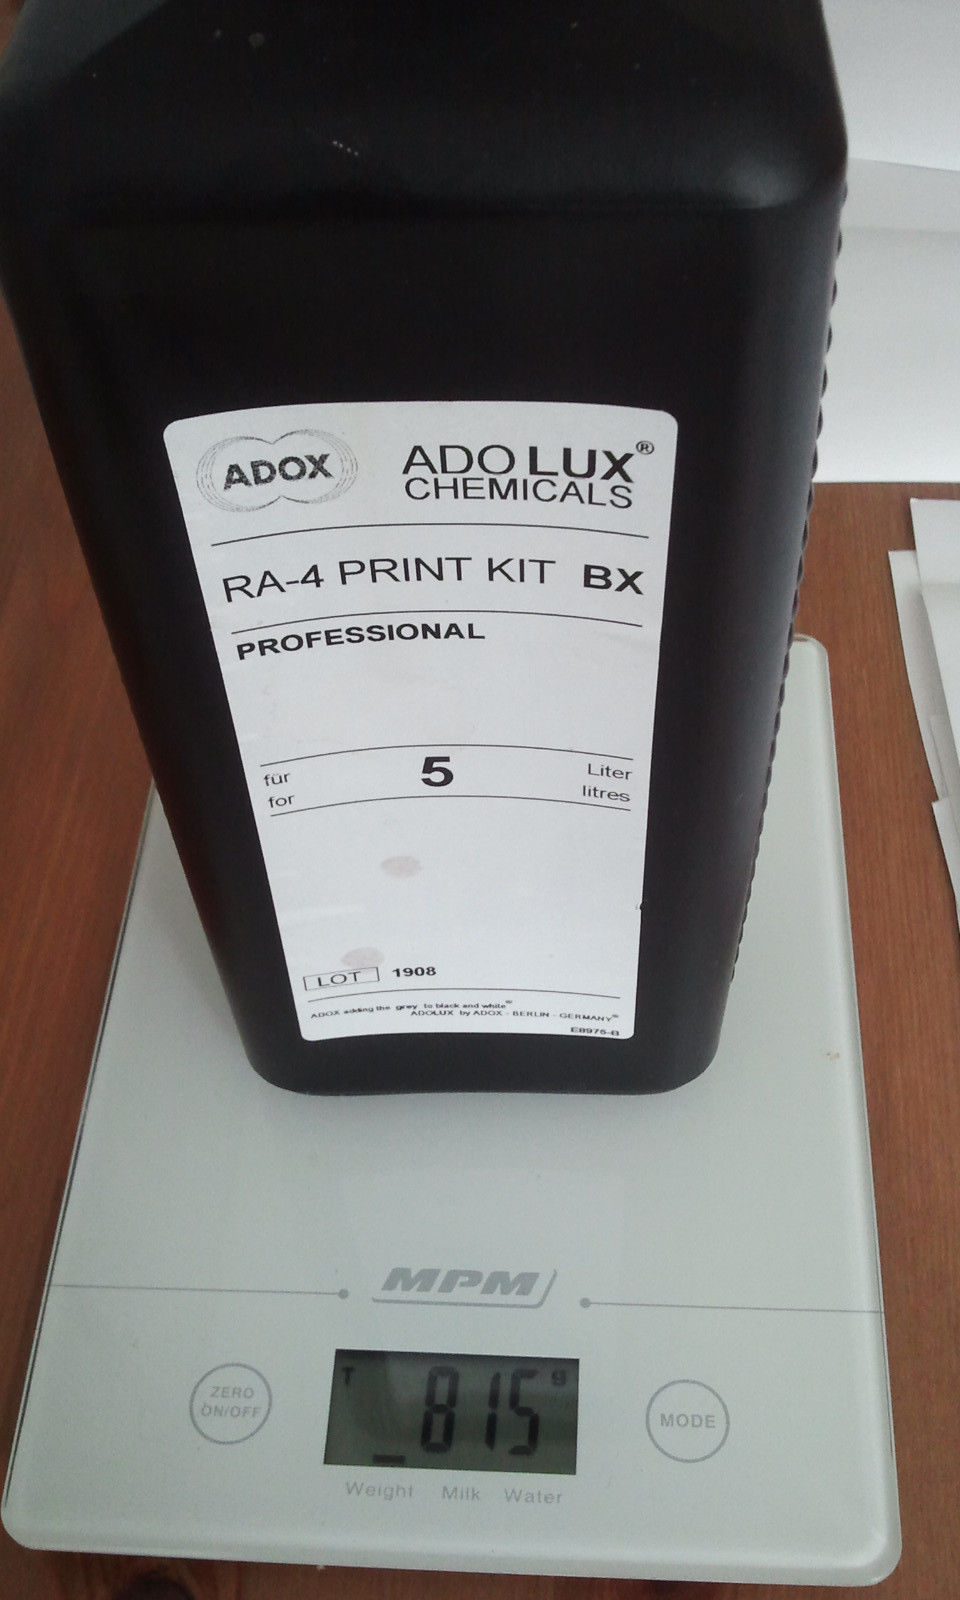 ADOX
ADOLUX®
CHEMICALS
RA-4 PRINT KIT BX
PROFESSIONAL
für 5 Liter
for litres
LOT 1908
ADOX adding the grey to black and white
ADOLUX by ADOX - BERLIN - GERMANY
E8975-B
MPM
ZERO
ON/OFF
T 815 g
MODE
Weight Milk Water